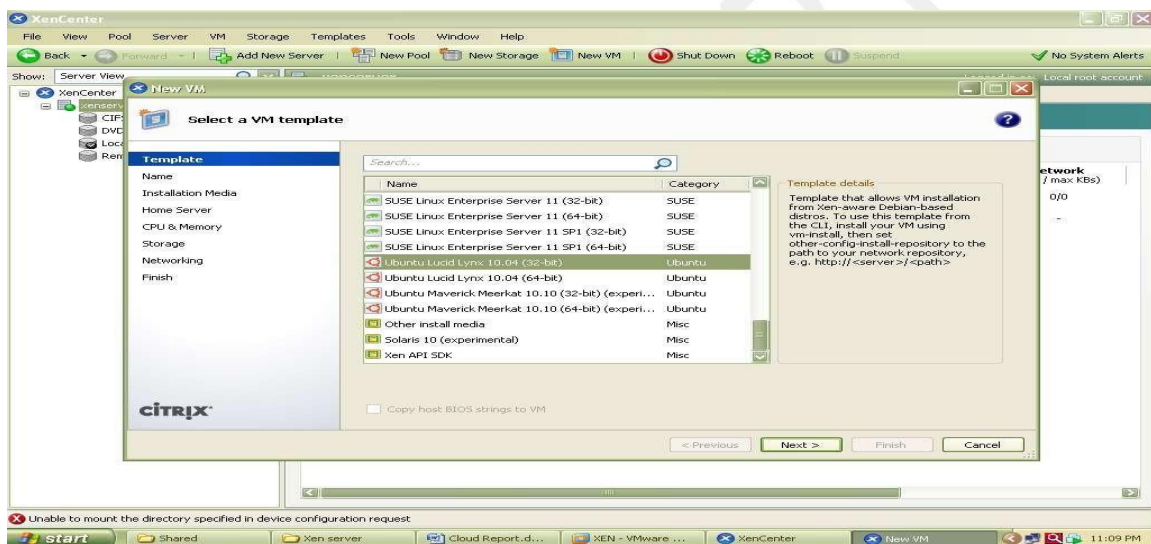 XenCenter
File View Pool Server VM Storage Templates Tools Window Help
Back Forward Add New Server New Pool New Storage New VM Shut Down Reboot Suspend No System Alerts
Show: Server View Local root account
XenCenter
New VM
Select a VM template
Template
Name
Installation Media
Home Server
CPU & Memory
Storage
Networking
Finish
CITRIX
Search...
Name Category
SUSE Linux Enterprise Server 11 (32-bit) SUSE
SUSE Linux Enterprise Server 11 (64-bit) SUSE
SUSE Linux Enterprise Server 11 SP1 (32-bit) SUSE
SUSE Linux Enterprise Server 11 SP1 (64-bit) SUSE
Ubuntu Lucid Lynx 10.04 (32-bit) Ubuntu
Ubuntu Lucid Lynx 10.04 (64-bit) Ubuntu
Ubuntu Maverick Meerkat 10.10 (32-bit) (experi... Ubuntu
Ubuntu Maverick Meerkat 10.10 (64-bit) (experi... Ubuntu
Other install media Misc
Solaris 10 (experimental) Misc
Xen API SDK Misc
Template details
Template that allows VM installation
from Xen-aware Debian-based
distros. To use this template from
the CLI, install your VM using
vm-install, then set
other-config-install-repository to the
path to your network repository,
e.g. http://<server>/<path>
Copy host BIOS strings to VM
< Previous Next > Finish Cancel
xenserv
CIF
DVD
Loca
Rem
etwork
/ max KBs)
0/0
-
Unable to mount the directory specified in device configuration request
start Shared Xen server Cloud Report.d... XEN - VMware ... XenCenter New VM 11:09 PM